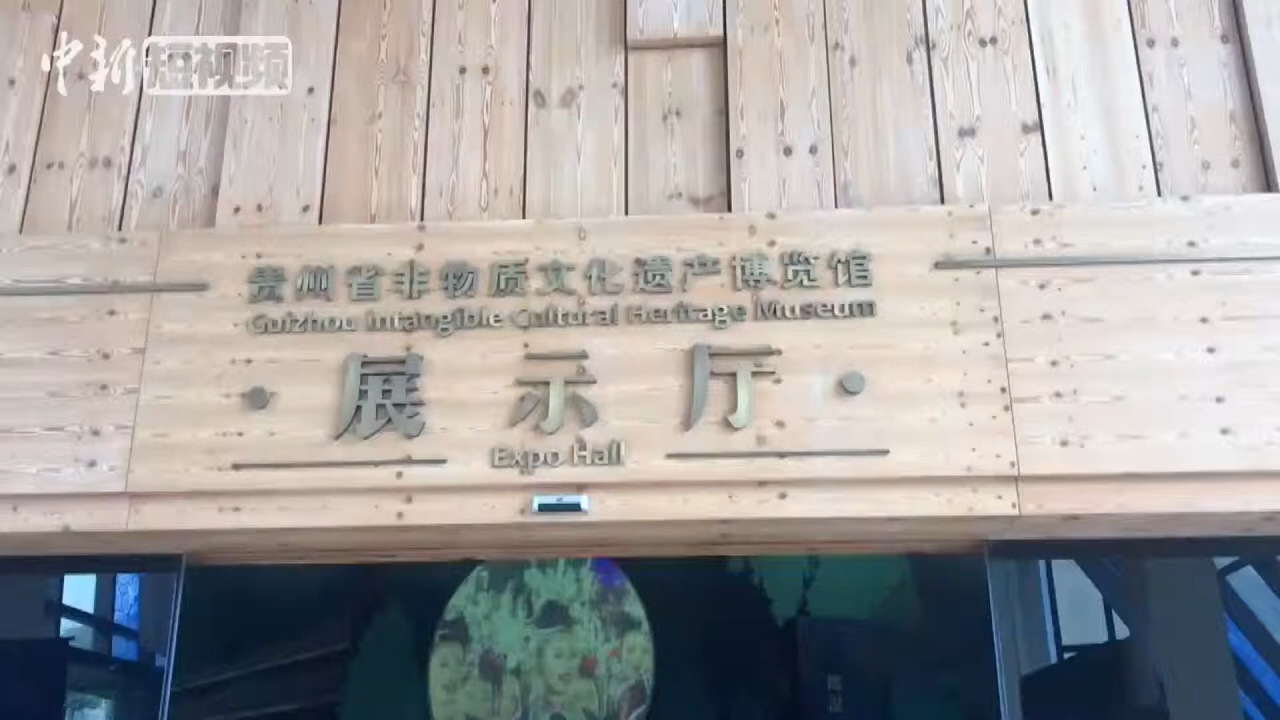 中新短视频
贵州省非物质文化遗产博览馆
Guizhou Intangible Cultural Heritage Museum
展示厅
Expo Hall